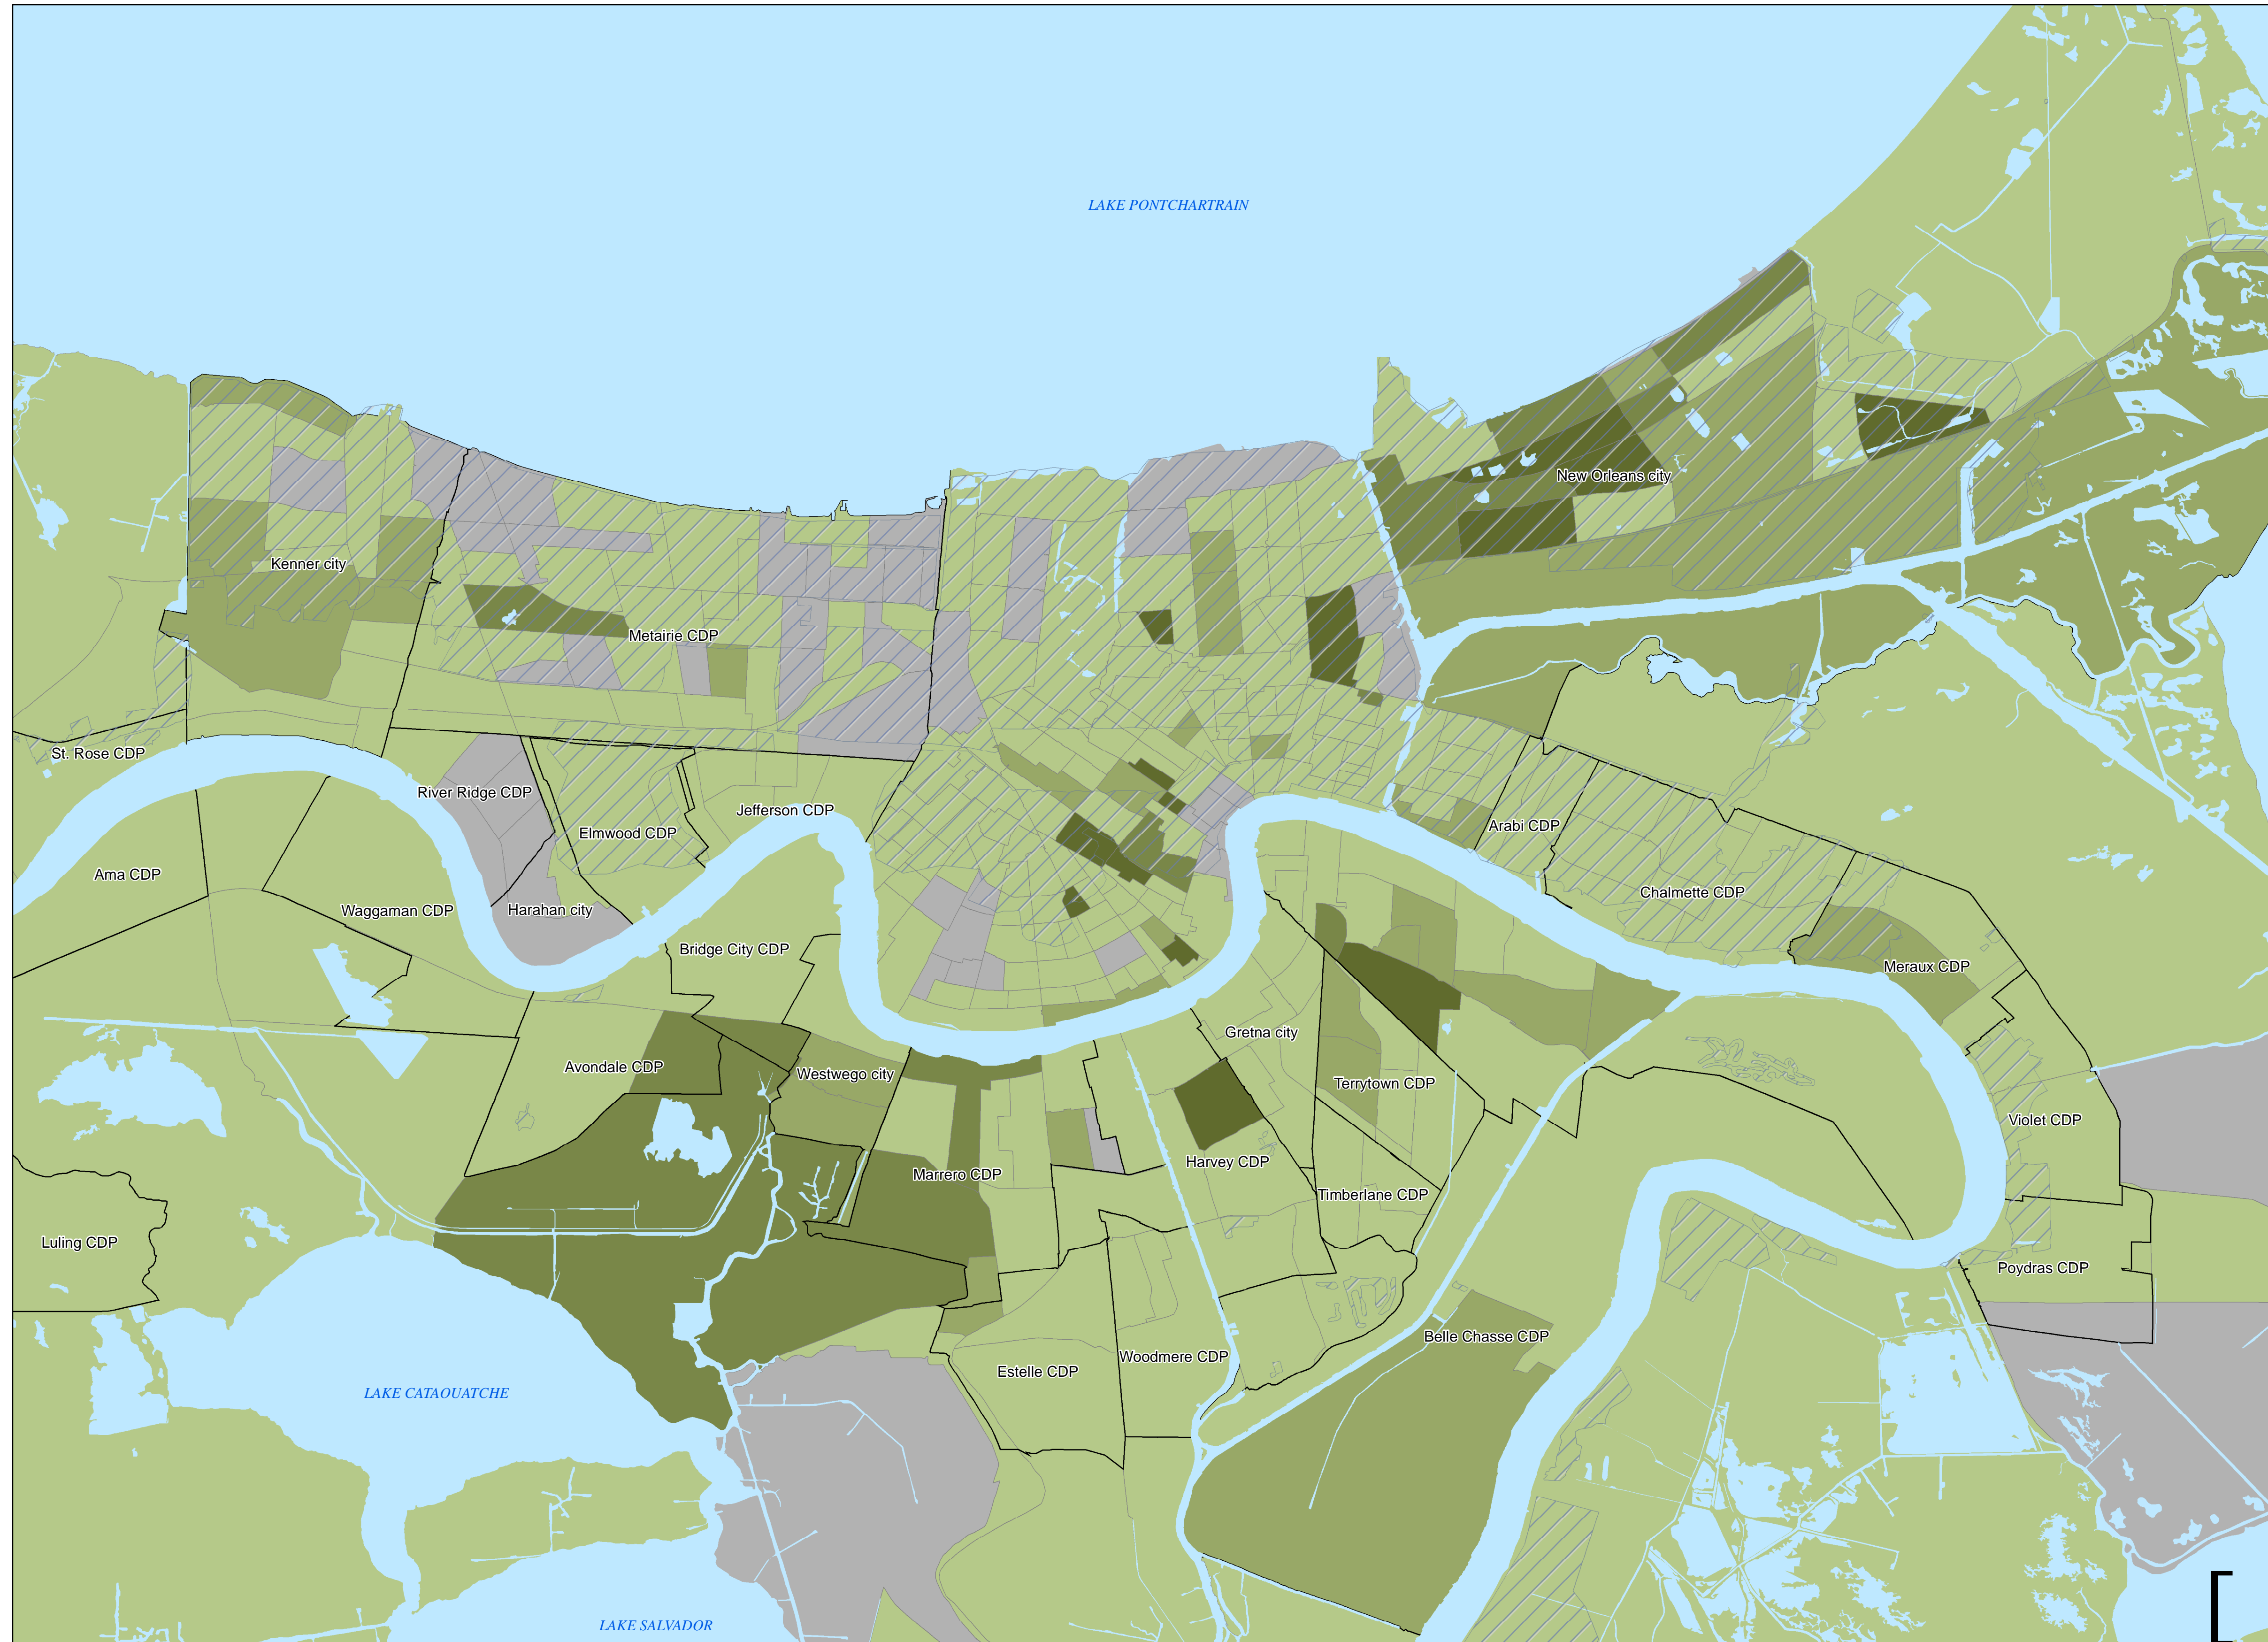 LAKE PONTCHARTRAIN
New Orleans city
Kenner city
Metairie CDP
St. Rose CDP
River Ridge CDP
Jefferson CDP
Elmwood CDP
Arabi CDP
Ama CDP
Chalmette CDP
Waggaman CDP
Harahan city
Bridge City CDP
Meraux CDP
Gretna city
Avondale CDP
Westwego city
Terrytown CDP
Violet CDP
Harvey CDP
Marrero CDP
Timberlane CDP
Luling CDP
Poydras CDP
Belle Chasse CDP
Woodmere CDP
Estelle CDP
LAKE CATAOUATCHE
LAKE SALVADOR
[